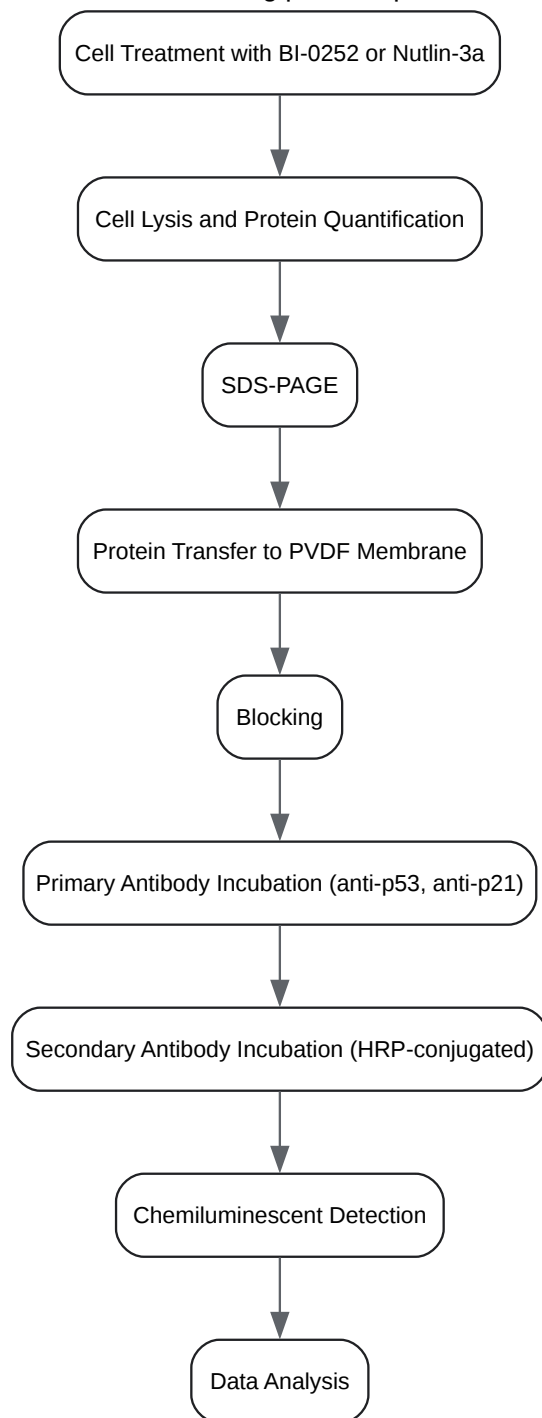 Cell Treatment with BI-0252 or Nutlin-3a
Cell Lysis and Protein Quantification
SDS-PAGE
Protein Transfer to PVDF Membrane
Blocking
Primary Antibody Incubation (anti-p53, anti-p21)
Secondary Antibody Incubation (HRP-conjugated)
Chemiluminescent Detection
Data Analysis